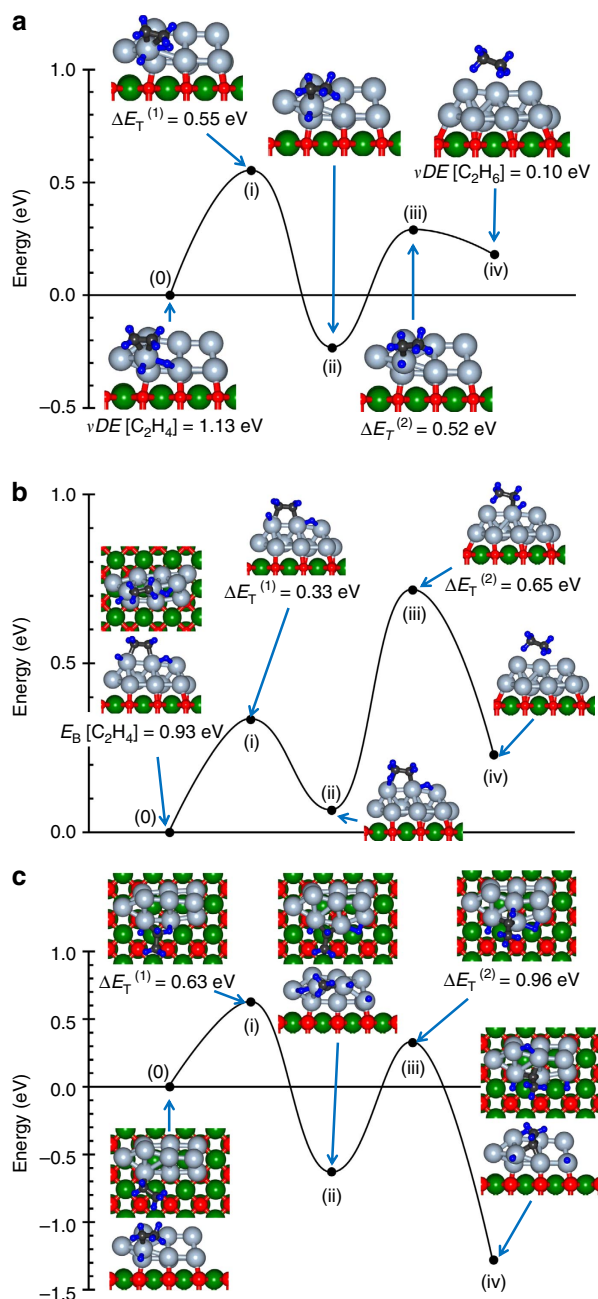 a
1.0
0.5
0.0
−0.5
Energy (eV)
ΔE_T^(1) = 0.55 eV
(i)
(0)
vDE [C2H4] = 1.13 eV
(ii)
vDE [C2H6] = 0.10 eV
(iii)
(iv)
ΔE_T^(2) = 0.52 eV
b
1.0
0.5
0.0
Energy (eV)
ΔE_T^(1) = 0.33 eV
ΔE_T^(2) = 0.65 eV
(iii)
E_B [C2H4] = 0.93 eV
(i)
(ii)
(iv)
(0)
c
1.0
0.5
0.0
−0.5
−1.0
−1.5
Energy (eV)
ΔE_T^(1) = 0.63 eV
ΔE_T^(2) = 0.96 eV
(i)
(0)
(iii)
(ii)
(iv)